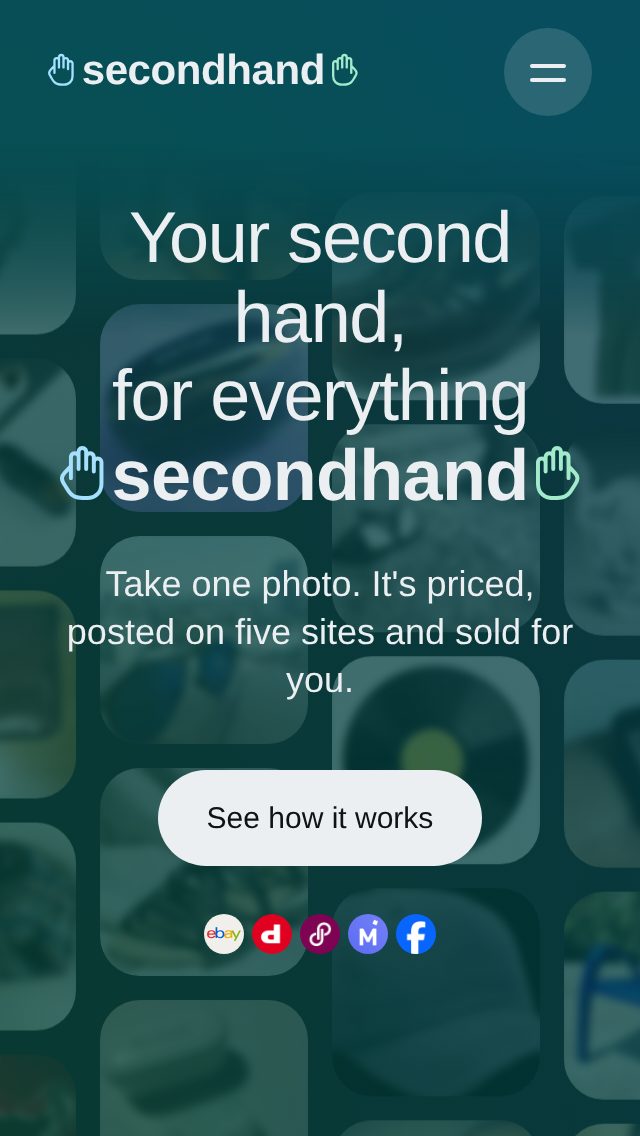 secondhand
Your second
hand,
for everything
secondhand
Take one photo. It's priced,
posted on five sites and sold for
you.
See how it works
ebay